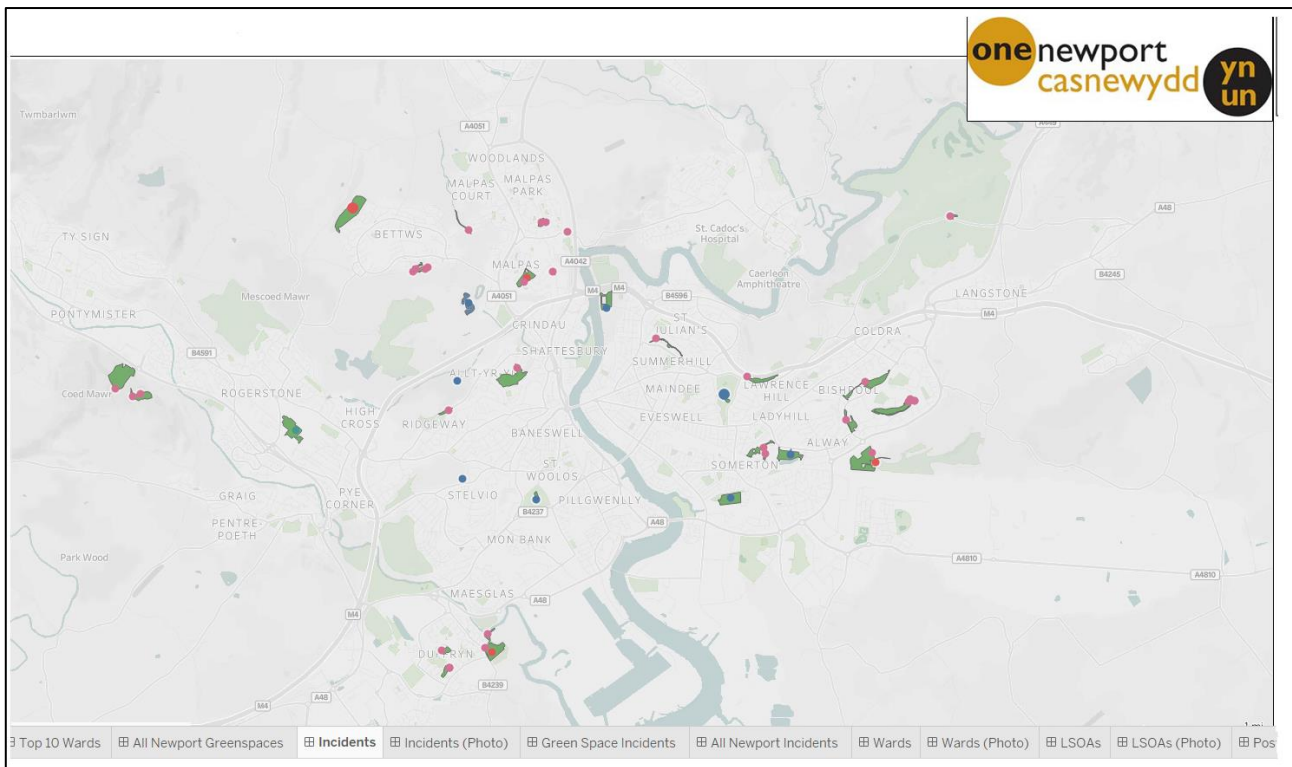 one newport
casnewydd
yn
un
Twmbarlwm
A4051
WOODLANDS
MALPAS
COURT
MALPAS
PARK
A48
TY SIGN
BETTWS
St. Cadoc's
Hospital
B4245
MALPAS
A4042
Caerleon
Amphitheatre
Mescoed Mawr
A4051
M4
M4
B4596
LANGSTONE
PONTYMISTER
CRINDAU
ST
JULIAN'S
COLDRA
M4
B4591
SHAFTESBURY
SUMMERHILL
Coed Mawr
ROGERSTONE
MAINDEE
LAWRENCE
HILL
HIGH
CROSS
RIDGEWAY
EVESWELL
LADYHILL
BANESWELL
ALWAY
SOMERTON
ST
WOOLOS
GRAIG
PYE
CORNER
STELVIO
PILLGWENLLY
B4237
A48
PENTRE-
POETH
MON BANK
Park Wood
A4810
A4810
MAESGLAS
A48
M4
B4239
A48
M4
Top 10 Wards
All Newport Greenspaces
Incidents
Incidents (Photo)
Green Space Incidents
All Newport Incidents
Wards
Wards (Photo)
LSOAs
LSOAs (Photo)
Pos